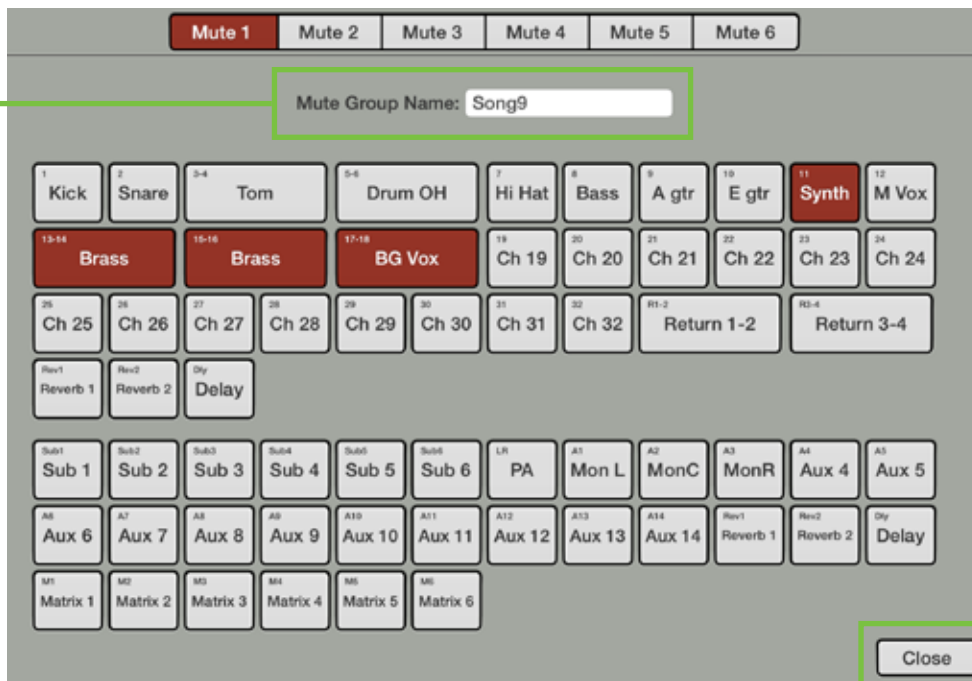 Mute 1 Mute 2 Mute 3 Mute 4 Mute 5 Mute 6
Mute Group Name: Song9
1 2 3-4 5-6 7 8 9 10 11 12
Kick Snare Tom Drum OH Hi Hat Bass A gtr E gtr Synth M Vox
13-14 15-16 17-18 19 20 21 22 23 24
Brass Brass BG Vox Ch 19 Ch 20 Ch 21 Ch 22 Ch 23 Ch 24
25 26 27 28 29 30 31 32 R1-2 R3-4
Ch 25 Ch 26 Ch 27 Ch 28 Ch 29 Ch 30 Ch 31 Ch 32 Return 1-2 Return 3-4
Rev1 Rev2 Dly
Reverb 1 Reverb 2 Delay
Sub1 Sub2 Sub3 Sub4 Sub5 Sub6 LR A1 A2 A3 A4 A5
Sub 1 Sub 2 Sub 3 Sub 4 Sub 5 Sub 6 PA Mon L MonC MonR Aux 4 Aux 5
A6 A7 A8 A9 A10 A11 A12 A13 A14 Rev1 Rev2 Dly
Aux 6 Aux 7 Aux 8 Aux 9 Aux 10 Aux 11 Aux 12 Aux 13 Aux 14 Reverb 1 Reverb 2 Delay
M1 M2 M3 M4 M5 M6
Matrix 1 Matrix 2 Matrix 3 Matrix 4 Matrix 5 Matrix 6
Close